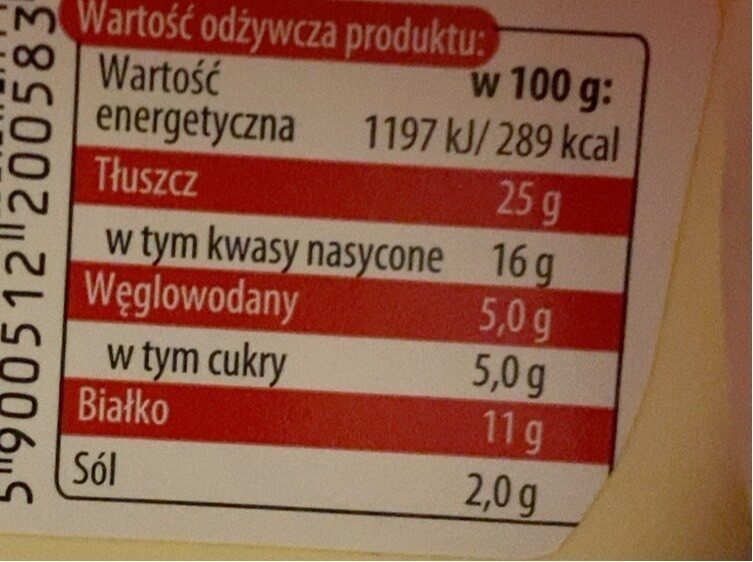 Wartość odżywcza produktu:
w 100 g:
Wartość
energetyczna 1197 kJ/ 289 kcal
Tłuszcz 25 g
w tym kwasy nasycone 16 g
Węglowodany 5,0 g
w tym cukry 5,0 g
Białko 11 g
Sól 2,0 g
5 900512 200583